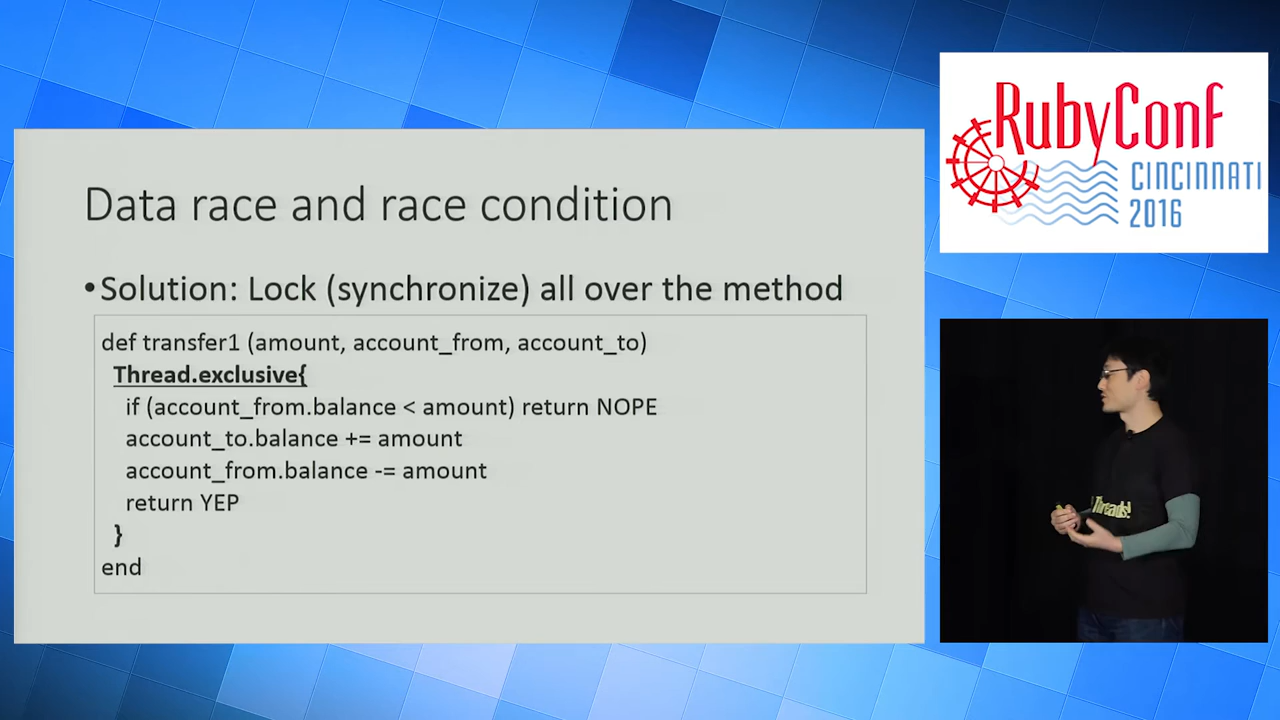 Data race and race condition
•Solution: Lock (synchronize) all over the method
def transfer1 (amount, account_from, account_to)
Thread.exclusive{
if (account_from.balance < amount) return NOPE
account_to.balance += amount
account_from.balance -= amount
return YEP
}
end
RubyConf
CINCINNATI
2016
Threads!